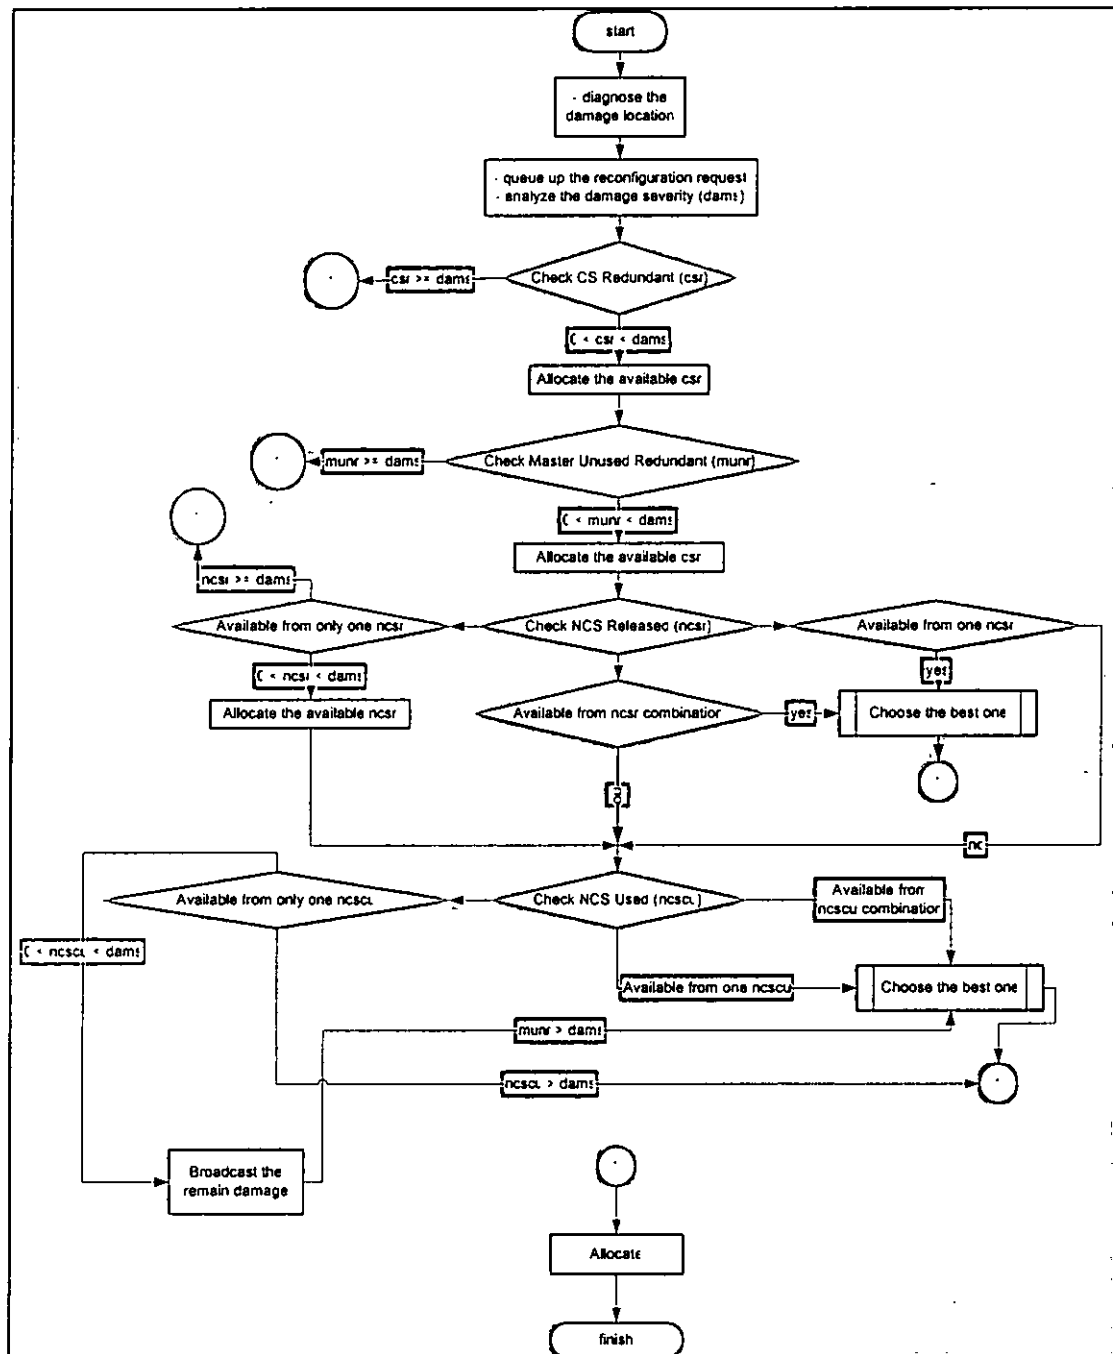 start
- diagnose the
damage location
- queue up the reconfiguration request
- analyze the damage severity (dams)
Check CS Redundant (csr)
csr >= dams
0 < csr < dams
Allocate the available csr
Check Master Unused Redundant (munr)
munr >= dams
0 < munr < dams
Allocate the available csr
ncsr >= dams
Available from only one ncsr
Check NCS Released (ncsr)
Available from one ncsr
0 < ncsr < dams
yes
Allocate the available ncsr
Available from ncsr combination
yes
Choose the best one
no
no
Available from only one ncscu
Check NCS Used (ncscu)
Available from
ncscu combination
0 < ncscu < dams
Available from one ncscu
Choose the best one
munr > dams
ncscu > dams
Broadcast the
remain damage
Allocate
finish